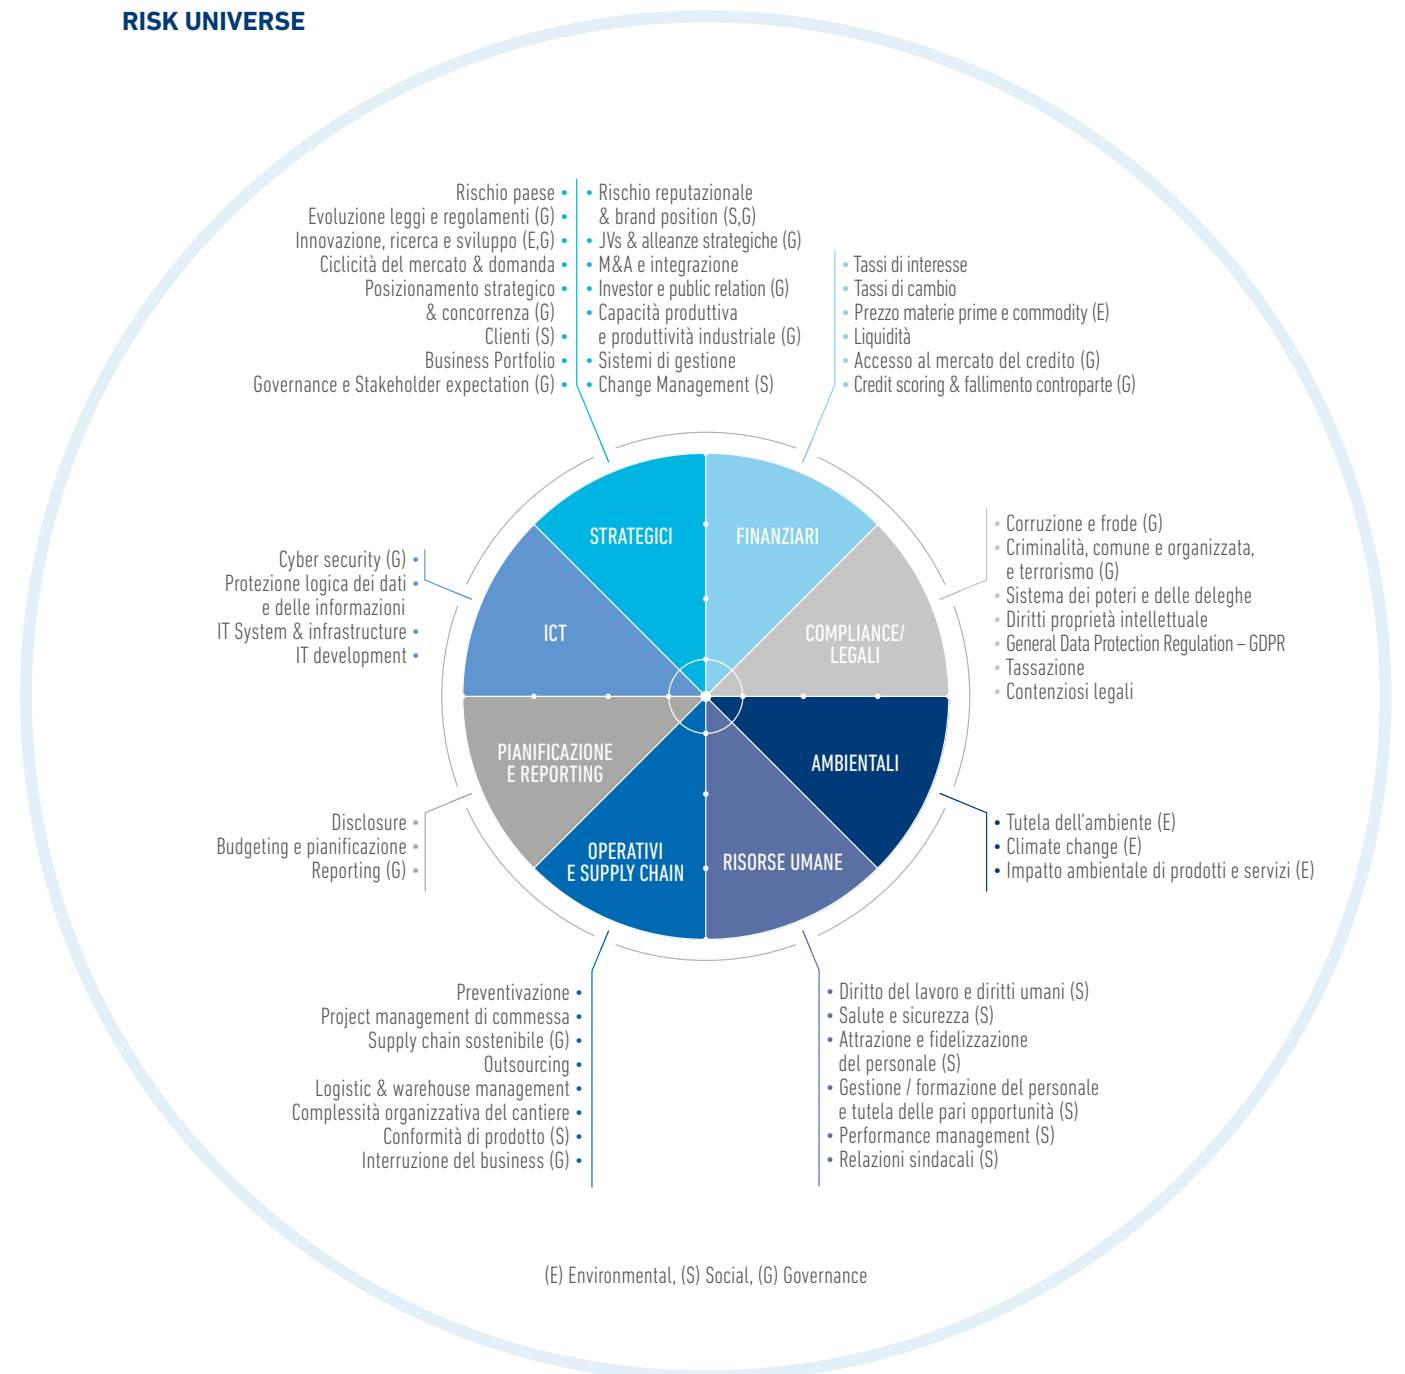 RISK UNIVERSE
Rischio paese •
Evoluzione leggi e regolamenti (G) •
Innovazione, ricerca e sviluppo (E,G) •
Ciclicità del mercato & domanda •
Posizionamento strategico •
& concorrenza (G)
Clienti (S) •
Business Portfolio •
Governance e Stakeholder expectation (G) •
• Rischio reputazionale
& brand position (S,G)
• JVs & alleanze strategiche (G)
• M&A e integrazione
• Investor e public relation (G)
• Capacità produttiva
e produttività industriale (G)
• Sistemi di gestione
• Change Management (S)
• Tassi di interesse
• Tassi di cambio
• Prezzo materie prime e commodity (E)
• Liquidità
• Accesso al mercato del credito (G)
• Credit scoring & fallimento controparte (G)
STRATEGICI
FINANZIARI
ICT
COMPLIANCE/
LEGALI
PIANIFICAZIONE
E REPORTING
AMBIENTALI
OPERATIVI
E SUPPLY CHAIN
RISORSE UMANE
Cyber security (G) •
Protezione logica dei dati •
e delle informazioni
IT System & infrastructure •
IT development •
• Corruzione e frode (G)
• Criminalità, comune e organizzata,
e terrorismo (G)
• Sistema dei poteri e delle deleghe
• Diritti proprietà intellettuale
• General Data Protection Regulation – GDPR
• Tassazione
• Contenziosi legali
Disclosure •
Budgeting e pianificazione •
Reporting (G) •
• Tutela dell'ambiente (E)
• Climate change (E)
• Impatto ambientale di prodotti e servizi (E)
Preventivazione •
Project management di commessa •
Supply chain sostenibile (G) •
Outsourcing •
Logistic & warehouse management •
Complessità organizzativa del cantiere •
Conformità di prodotto (S) •
Interruzione del business (G) •
• Diritto del lavoro e diritti umani (S)
• Salute e sicurezza (S)
• Attrazione e fidelizzazione
del personale (S)
• Gestione / formazione del personale
e tutela delle pari opportunità (S)
• Performance management (S)
• Relazioni sindacali (S)
(E) Environmental, (S) Social, (G) Governance